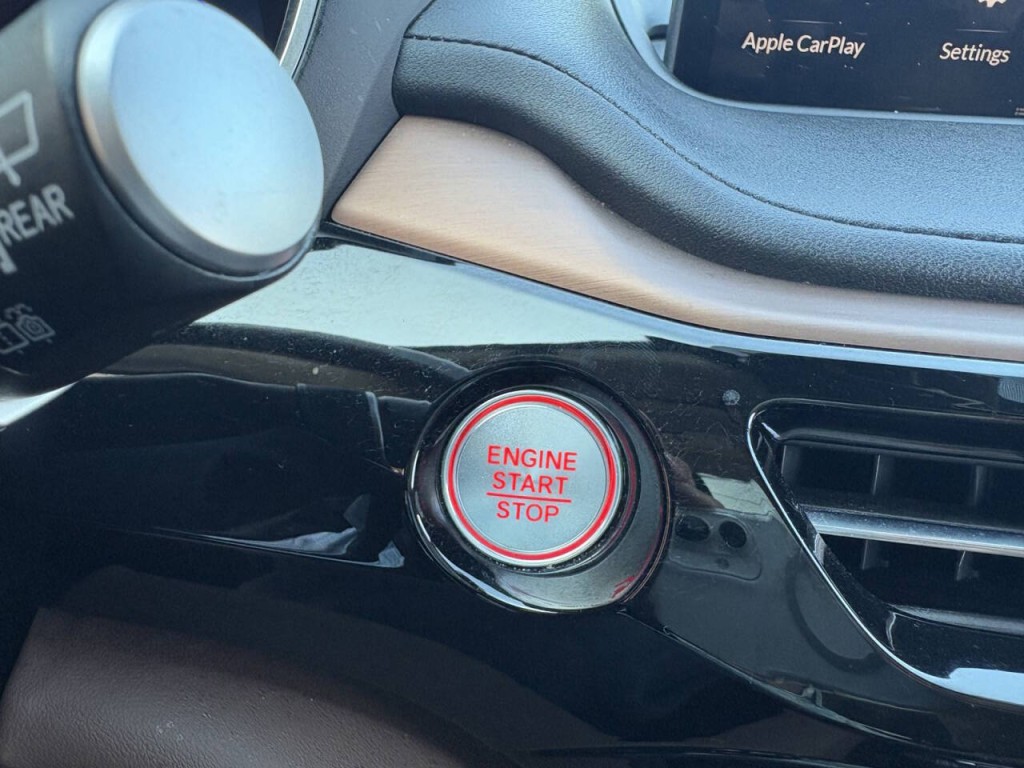 Apple CarPlay
Settings
REAR
ENGINE
START
STOP